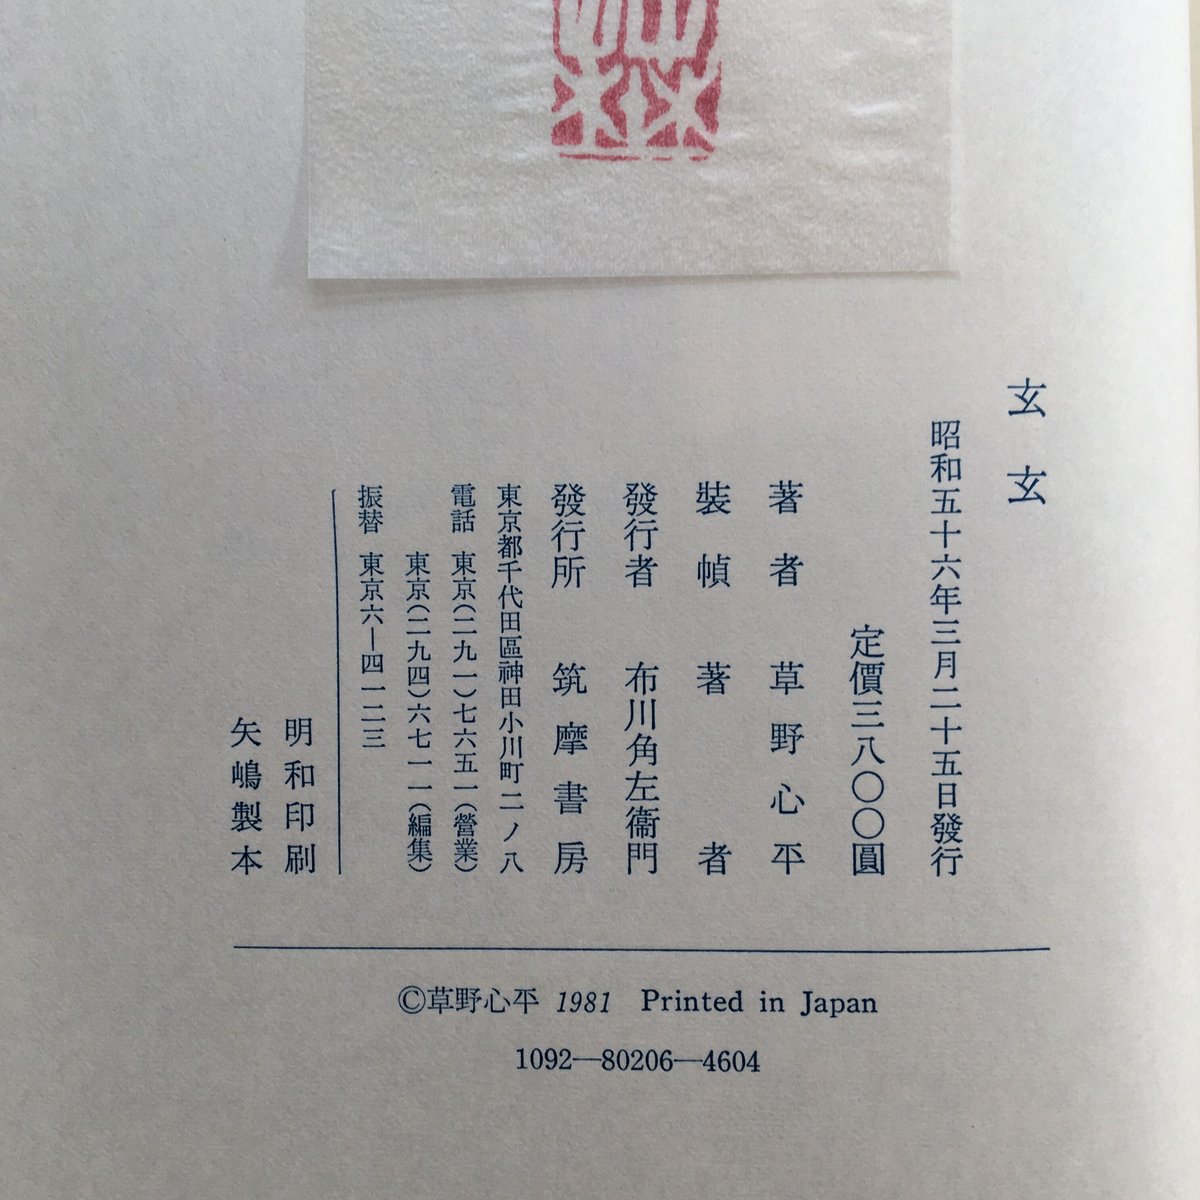 玄玄
昭和五十六年三月二十五日發行
定價三八〇〇圓
著者 草野心平
裝幀 著者
發行者 布川角左衞門
發行所 筑摩書房
東京都千代田區神田小川町二ノ八
電話 東京(二九一)七六五一(營業)
東京(二九四)六七一一(編集)
振替 東京六―四一二三
明和印刷
矢嶋製本
©草野心平 1981 Printed in Japan
1092―80206―4604